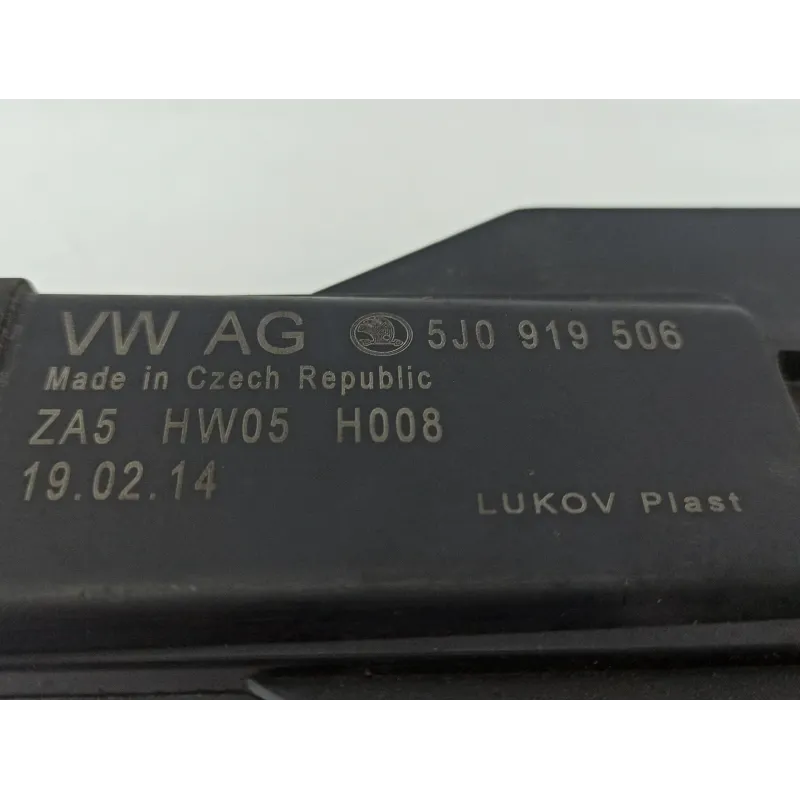 VW AG 5J0 919 506
Made in Czech Republic
ZA5 HW05 H008
19.02.14
LUKOV Plast